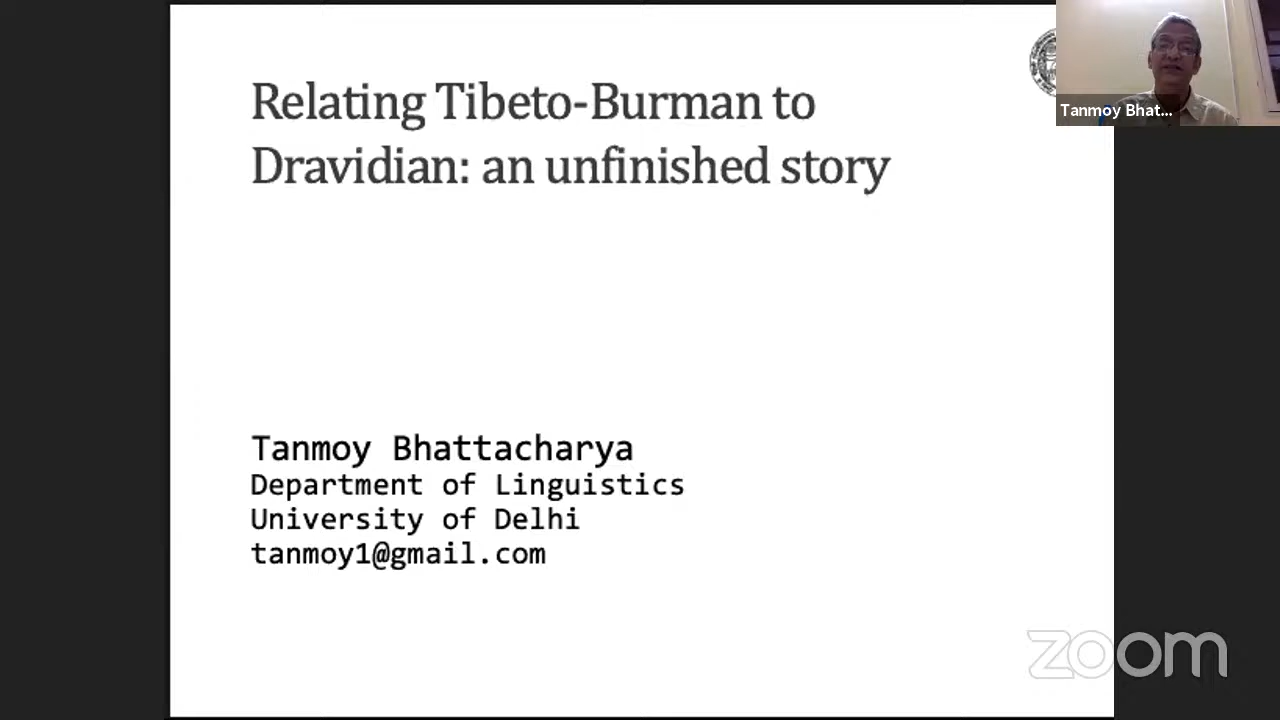 Relating Tibeto-Burman to
Dravidian: an unfinished story
Tanmoy Bhat...
Tanmoy Bhattacharya
Department of Linguistics
University of Delhi
tanmoy1@gmail.com
zoom